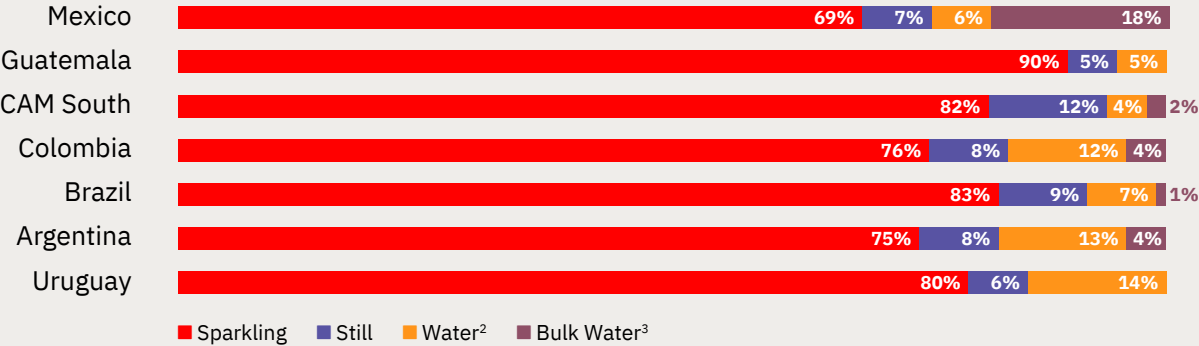 Mexico 69% 7% 6% 18%
Guatemala 90% 5% 5%
CAM South 82% 12% 4% 2%
Colombia 76% 8% 12% 4%
Brazil 83% 9% 7% 1%
Argentina 75% 8% 13% 4%
Uruguay 80% 6% 14%
Sparkling Still Water² Bulk Water³